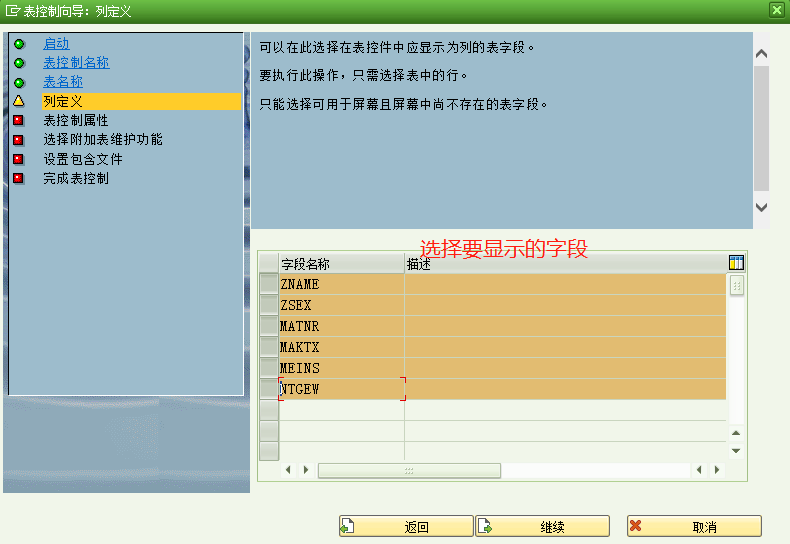 表控制向导: 列定义
启动
表控制名称
表名称
列定义
表控制属性
选择附加表维护功能
设置包含文件
完成表控制
可以在此选择在表控件中应显示为列的表字段。
要执行此操作，只需选择表中的行。
只能选择可用于屏幕且屏幕中尚不存在的表字段。
选择要显示的字段
字段名称 描述
ZNAME
ZSEX
MATNR
MAKTX
MEINS
NTGEW
返回 继续 取消